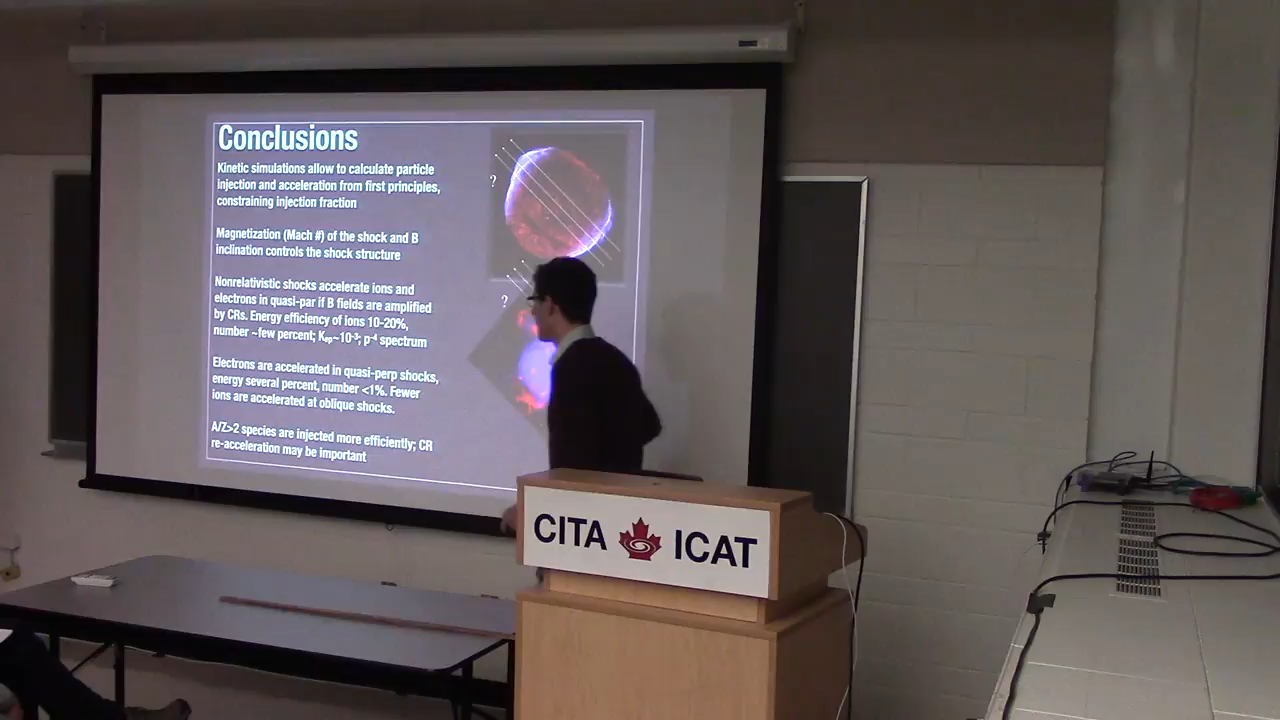 Conclusions
Kinetic simulations allow to calculate particle
injection and acceleration from first principles,
constraining injection fraction
Magnetization (Mach #) of the shock and B
inclination controls the shock structure
Nonrelativistic shocks accelerate ions and
electrons in quasi-par if B fields are amplified
by CRs. Energy efficiency of ions 10-20%,
number ~few percent; Kₑₚ~10⁻³; p⁻⁴ spectrum
Electrons are accelerated in quasi-perp shocks,
energy several percent, number <1%. Fewer
ions are accelerated at oblique shocks.
A/Z>2 species are injected more efficiently; CR
re-acceleration may be important
?
?
CITA ICAT